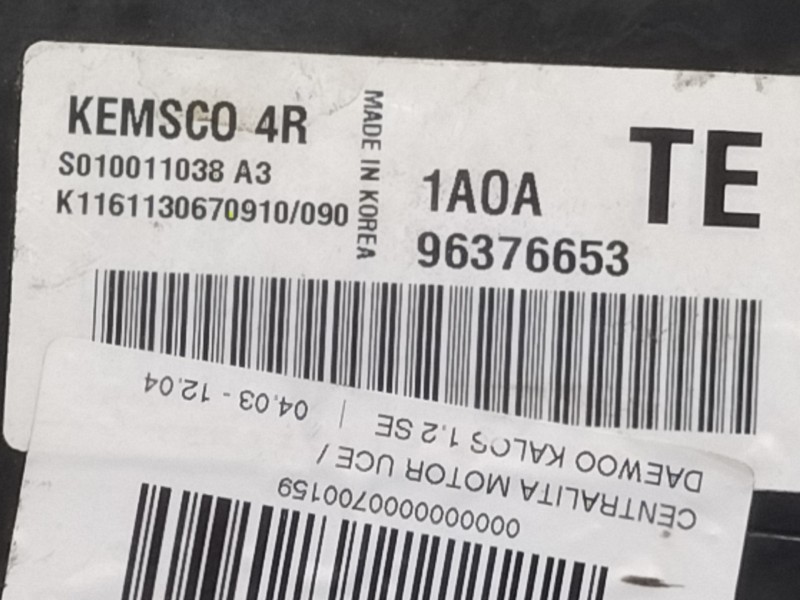 KEMSCO 4R
S010011038 A3
K1161130670910/090
MADE IN KOREA
1A0A
96376653
TE
0000000000700159
CENTRALITA MOTOR UCE /
DAEWOO KALOS 1.2 SE
04.03 - 12.04